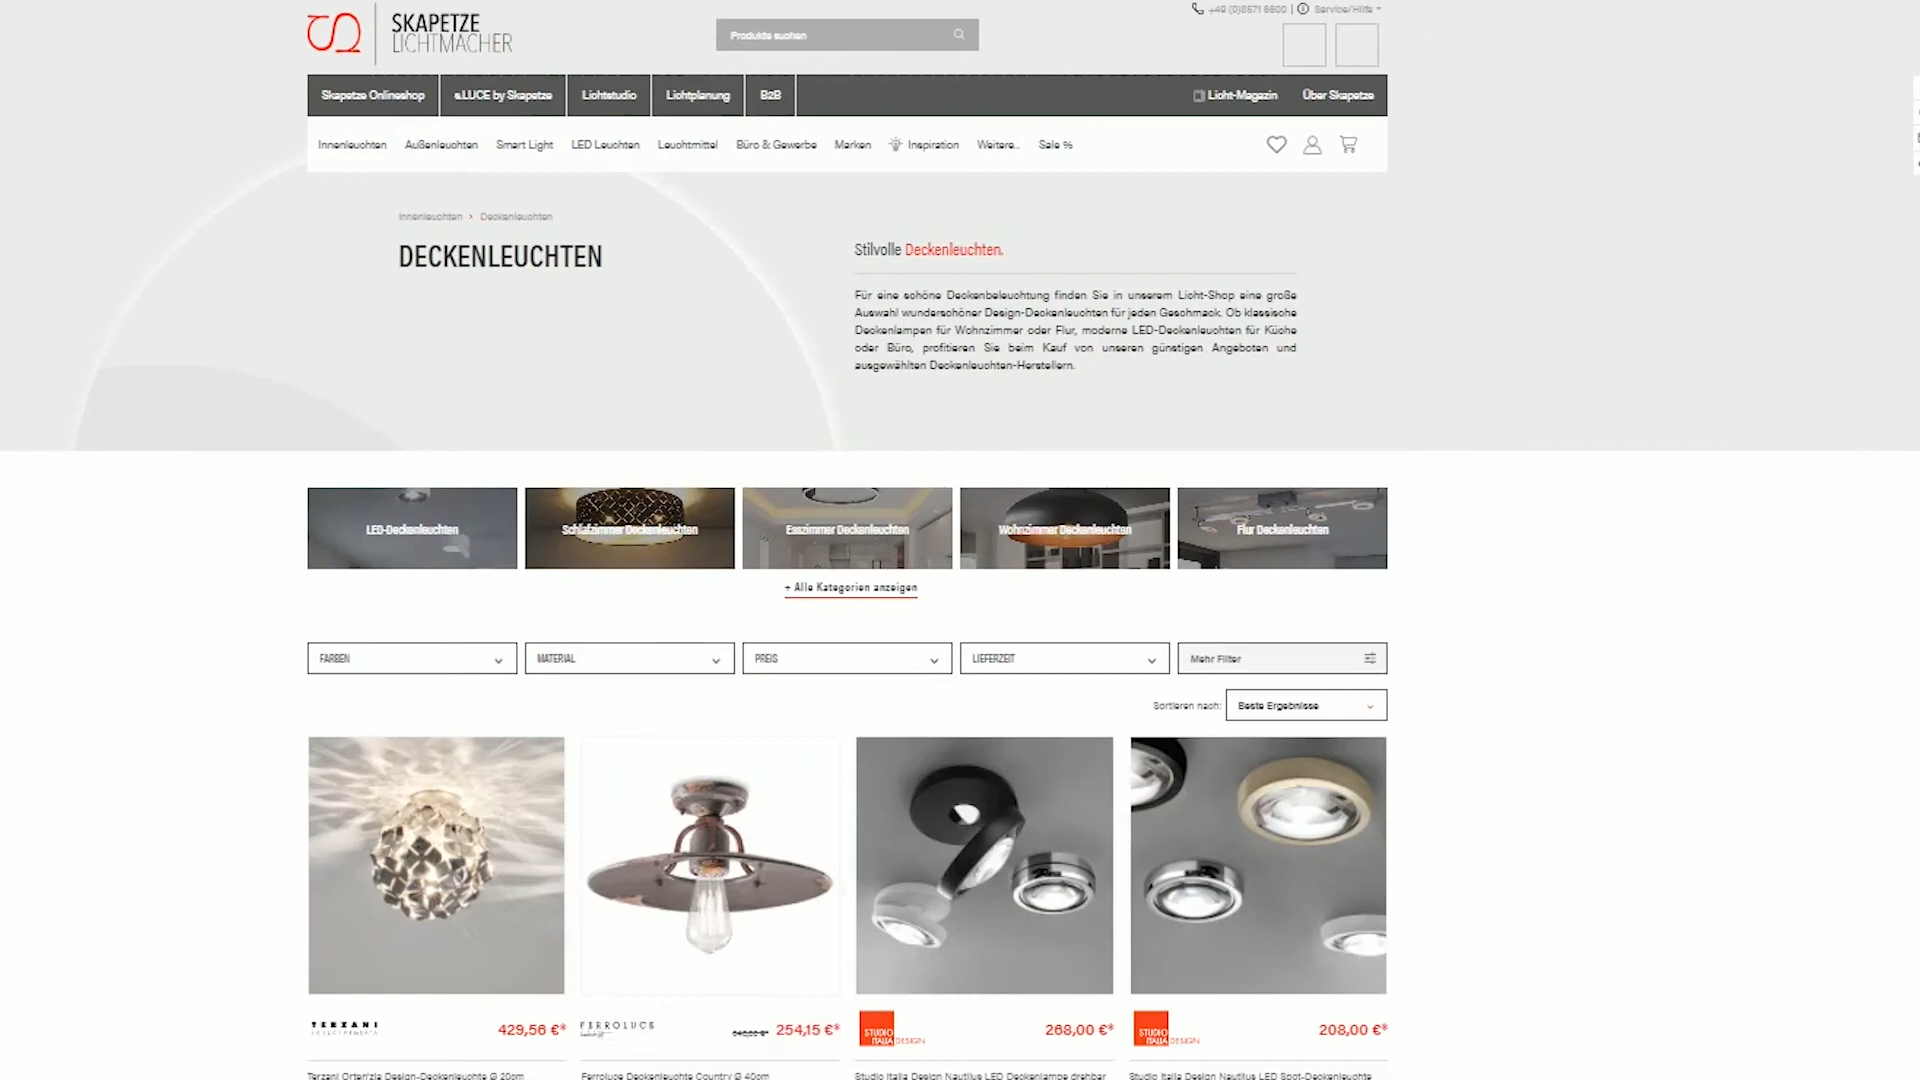 SKAPETZE
LICHTMACHER
Produkte suchen
+49 (0)8571 6600 | Service/Hilfe
Skapetze Onlineshop
s.LUCE by Skapetze
Lichtstudio
Lichtplanung
B2B
Licht-Magazin
Über Skapetze
Innenleuchten
Außenleuchten
Smart Light
LED Leuchten
Leuchtmittel
Büro & Gewerbe
Marken
Inspiration
Weitere...
Sale %
Innenleuchten > Deckenleuchten
DECKENLEUCHTEN
Stilvolle Deckenleuchten.
Für eine schöne Deckenbeleuchtung finden Sie in unserem Licht-Shop eine große
Auswahl wunderschöner Design-Deckenleuchten für jeden Geschmack. Ob klassische
Deckenlampen für Wohnzimmer oder Flur, moderne LED-Deckenleuchten für Küche
oder Büro, profitieren Sie beim Kauf von unseren günstigen Angeboten und
ausgewählten Deckenleuchten-Herstellern.
LED-Deckenleuchten
Schlafzimmer Deckenleuchten
Esszimmer Deckenleuchten
Wohnzimmer Deckenleuchten
Flur Deckenleuchten
+ Alle Kategorien anzeigen
FARBEN
MATERIAL
PREIS
LIEFERZEIT
Mehr Filter
Sortieren nach:
Beste Ergebnisse
TERZANI
429,56 €*
FERROLUCE
254,15 €*
STUDIO
ITALIA DESIGN
268,00 €*
STUDIO
ITALIA DESIGN
208,00 €*
Terzani Orten'zia Design-Deckenleuchte Ø 20cm
Ferroluce Deckenleuchte Country Ø 40cm
Studio Italia Design Nautilus LED Deckenlampe drehbar
Studio Italia Design Nautilus LED Spot-Deckenleuchte